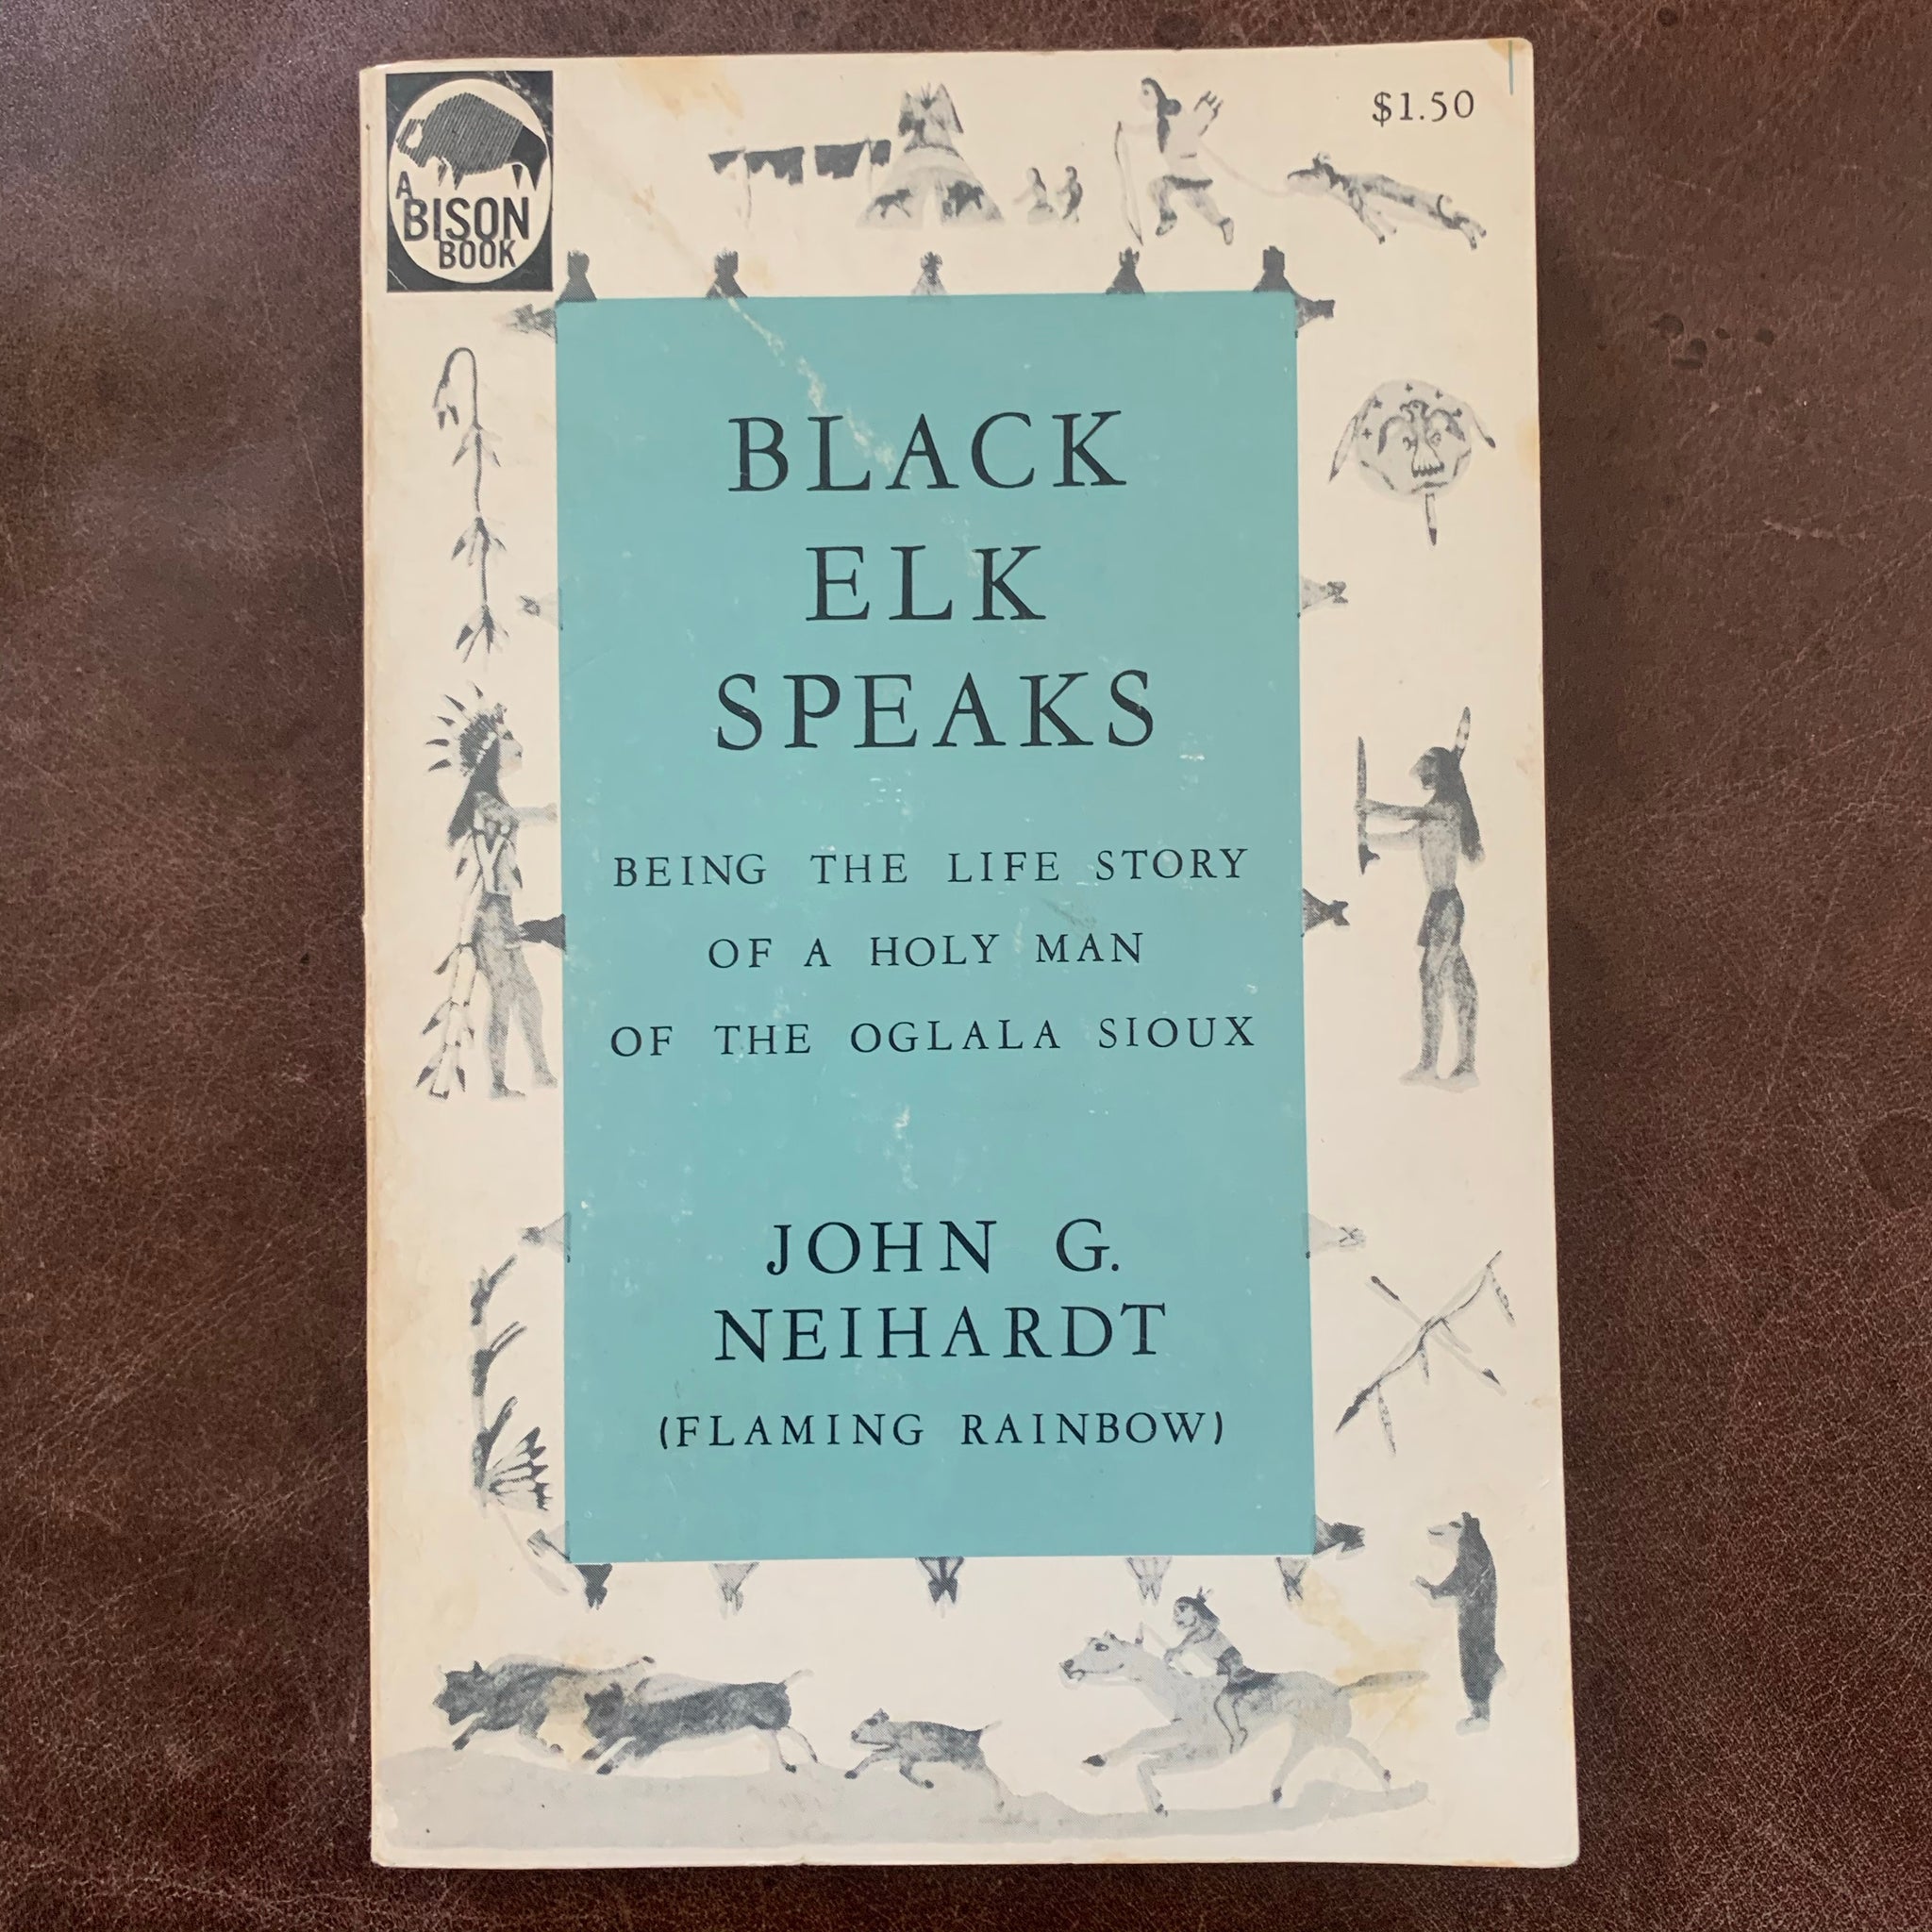 A
BISON
BOOK
$1.50
BLACK
ELK
SPEAKS
BEING THE LIFE STORY
OF A HOLY MAN
OF THE OGLALA SIOUX
JOHN G.
NEIHARDT
(FLAMING RAINBOW)